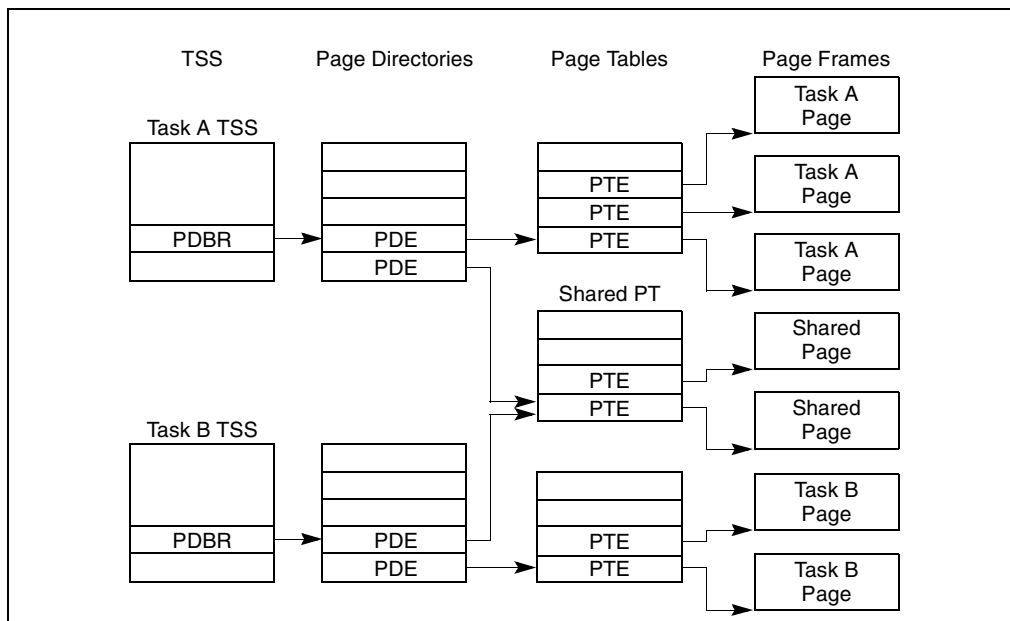 TSS
Page Directories
Page Tables
Page Frames
Task A TSS
PDBR
PDE
PDE
PTE
PTE
PTE
Task A
Page
Task A
Page
Task A
Page
Shared PT
PTE
PTE
Shared
Page
Shared
Page
Task B TSS
PDBR
PDE
PDE
PTE
PTE
Task B
Page
Task B
Page